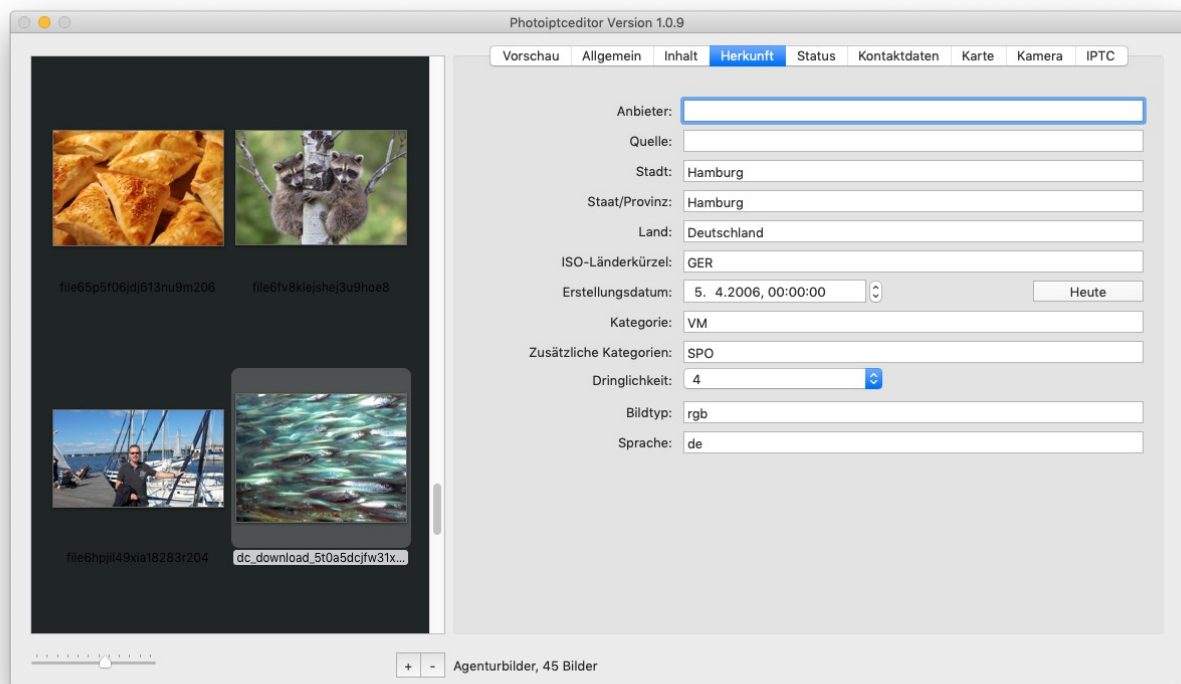 Photoiptceditor Version 1.0.9
Vorschau Allgemein Inhalt Herkunft Status Kontaktdaten Karte Kamera IPTC
Anbieter:
Quelle:
Stadt: Hamburg
Staat/Provinz: Hamburg
Land: Deutschland
ISO-Länderkürzel: GER
Erstellungsdatum: 5. 4.2006, 00:00:00 Heute
Kategorie: VM
Zusätzliche Kategorien: SPO
Dringlichkeit: 4
Bildtyp: rgb
Sprache: de
file65p5f06jdj613nu9m206 file6fv8klejshej3u9hoe8
file6hpjil49xia18283r204 dc_download_5t0a5dcjfw31x...
+ - Agenturbilder, 45 Bilder